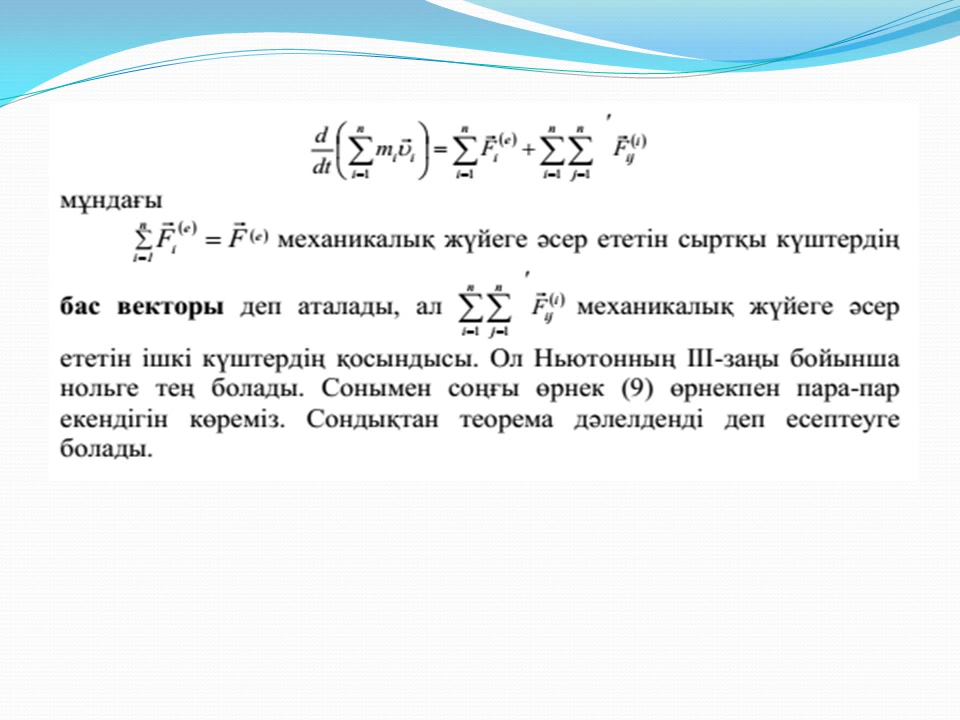 d/dt (∑_{i=1}^{n} m_i υ⃗_i) = ∑_{i=1}^{n} F⃗_i^{(e)} + ∑_{i=1}^{n} ∑_{j=1}^{n} ′ F⃗_{ij}^{(i)}
мұндағы
∑_{i=1}^{n} F⃗_i^{(e)} = F⃗^{(e)} механикалық жүйеге әсер ететін сыртқы күштердің
бас векторы деп аталады, ал ∑_{i=1}^{n} ∑_{j=1}^{n} ′ F⃗_{ij}^{(i)} механикалық жүйеге әсер
ететін ішкі күштердің қосындысы. Ол Ньютонның III-заңы бойынша
нольге тең болады. Сонымен соңғы өрнек (9) өрнекпен пара-пар
екендігін көреміз. Сондықтан теорема дәлелденді деп есептеуге
болады.